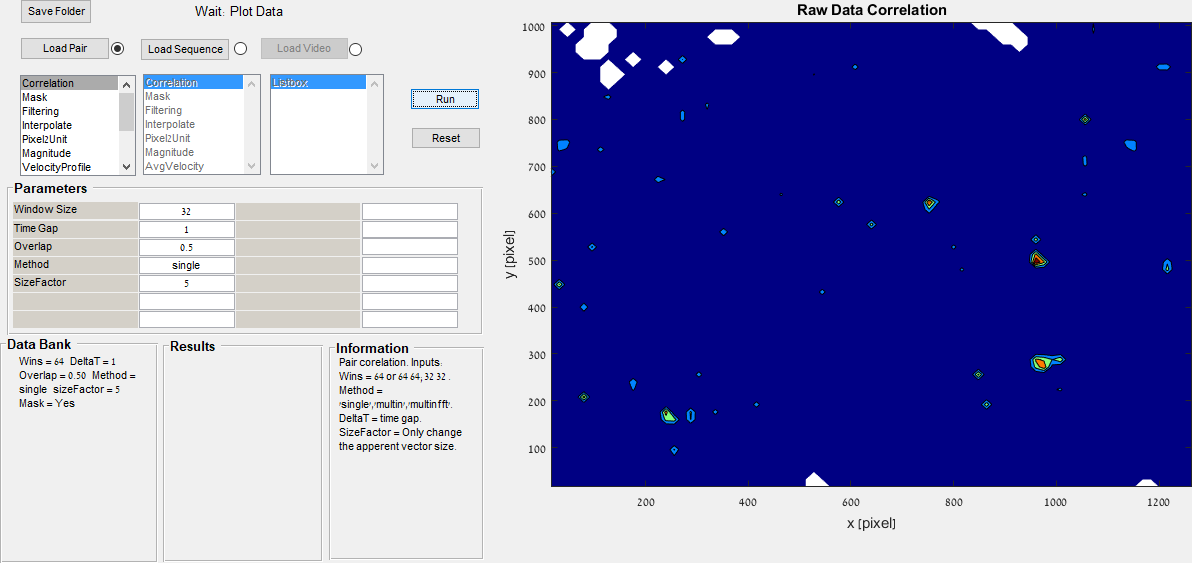 Save Folder
Wait: Plot Data
Load Pair
Load Sequence
Load Video
Correlation
Mask
Filtering
Interpolate
Pixel2Unit
Magnitude
VelocityProfile
Correlation
Mask
Filtering
Interpolate
Pixel2Unit
Magnitude
AvgVelocity
Listbox
Run
Reset
Parameters
Window Size 32
Time Gap 1
Overlap 0.5
Method single
SizeFactor 5
Data Bank
Wins = 64 DeltaT = 1
Overlap = 0.50 Method =
single sizeFactor = 5
Mask = Yes
Results
Information
Pair corelation. Inputs:
Wins = 64 or 64 64, 32 32 .
Method =
'single','multin','multinfft'.
DeltaT = time gap.
SizeFactor = Only change
the apperent vector size.
Raw Data Correlation
1000
900
800
700
600
500
400
300
200
100
y [pixel]
200 400 600 800 1000 1200
x [pixel]